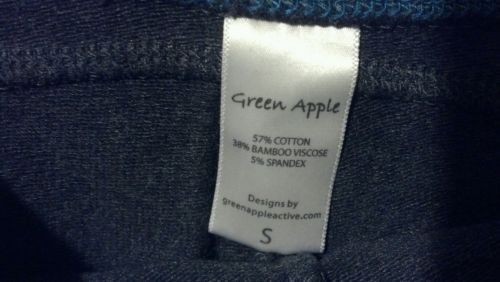 Green Apple
57% COTTON
38% BAMBOO VISCOSE
5% SPANDEX
Designs by
greenappleactive.com
S